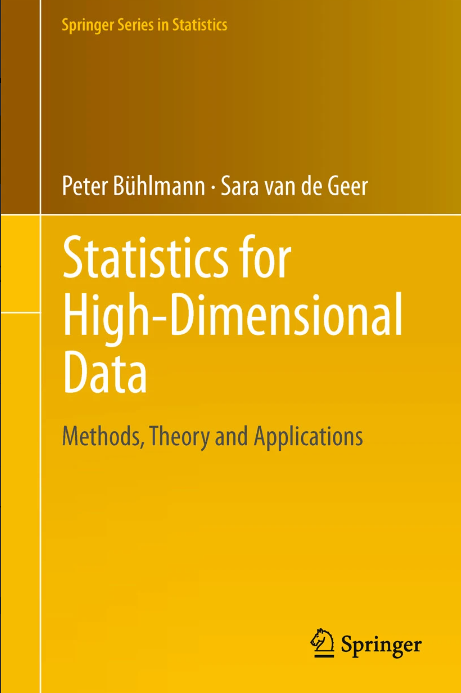 Springer Series in Statistics
Peter Bühlmann · Sara van de Geer
Statistics for
High-Dimensional
Data
Methods, Theory and Applications
Springer